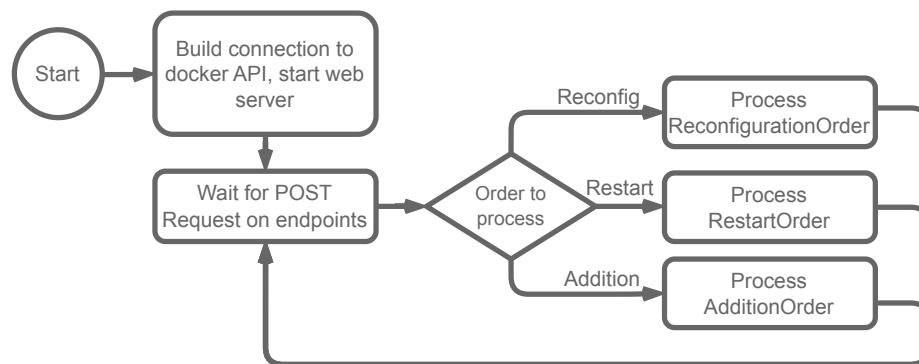 Start
Build connection to
docker API, start web
server
Wait for POST
Request on endpoints
Order to
process
Reconfig
Process
ReconfigurationOrder
Restart
Process
RestartOrder
Addition
Process
AdditionOrder